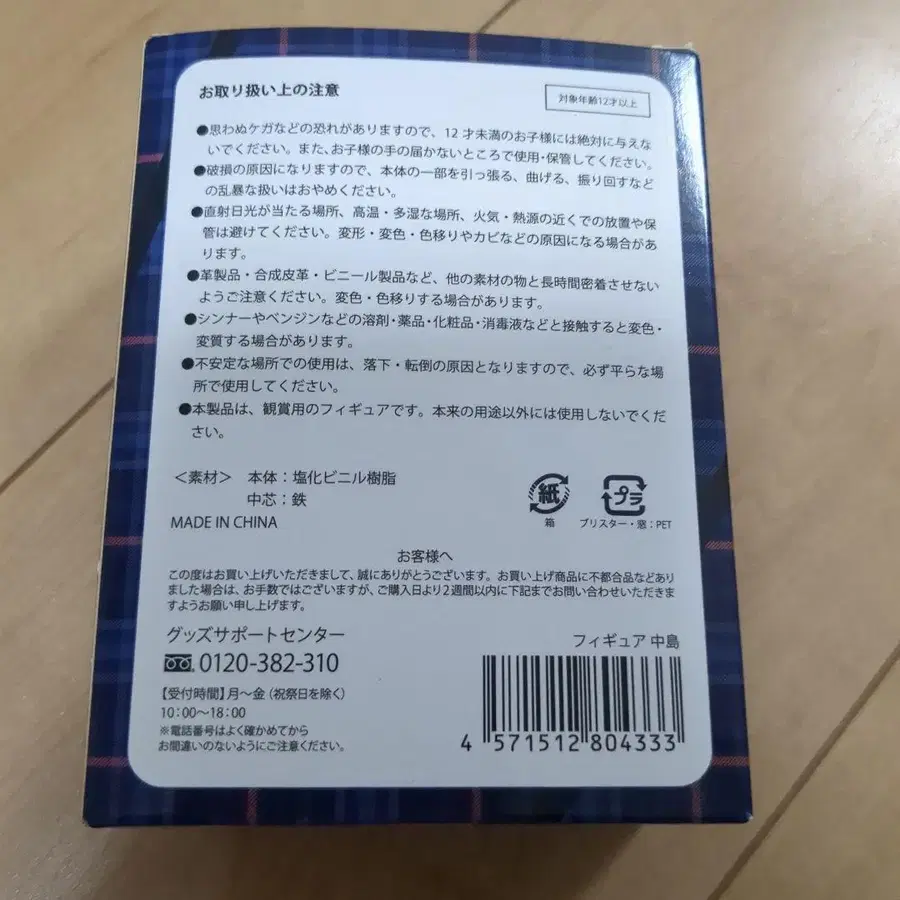 お取り扱い上の注意
対象年齢12才以上
●思わぬケガなどの恐れがありますので、12才未満のお子様には絶対に与えな
いでください。また、お子様の手の届かないところで使用・保管してください。
●破損の原因になりますので、本体の一部を引っ張る、曲げる、振り回すなど
の乱暴な扱いはおやめください。
●直射日光が当たる場所、高温・多湿な場所、火気・熱源の近くでの放置や保
管は避けてください。変形・変色・色移りやカビなどの原因になる場合があ
ります。
●革製品・合成皮革・ビニール製品など、他の素材の物と長時間密着させない
ようご注意ください。変色・色移りする場合があります。
●シンナーやベンジンなどの溶剤・薬品・化粧品・消毒液などと接触すると変色・
変質する場合があります。
●不安定な場所での使用は、落下・転倒の原因となりますので、必ず平らな場
所で使用してください。
●本製品は、観賞用のフィギュアです。本来の用途以外には使用しないでくだ
さい。
＜素材＞ 本体：塩化ビニル樹脂
中芯：鉄
MADE IN CHINA
紙
箱
プラ
ブリスター・窓：PET
お客様へ
この度はお買い上げいただきまして、誠にありがとうございます。お買い上げ商品に不都合品などあり
ました場合は、お手数ではございますが、ご購入日より2週間以内に下記までお問い合わせいただきま
すようお願い申し上げます。
グッズサポートセンター
0120-382-310
【受付時間】月～金（祝祭日を除く）
10：00～18：00
※電話番号はよく確かめてから
お間違いのないようにご注意ください。
フィギュア 中島
4 571512 804333